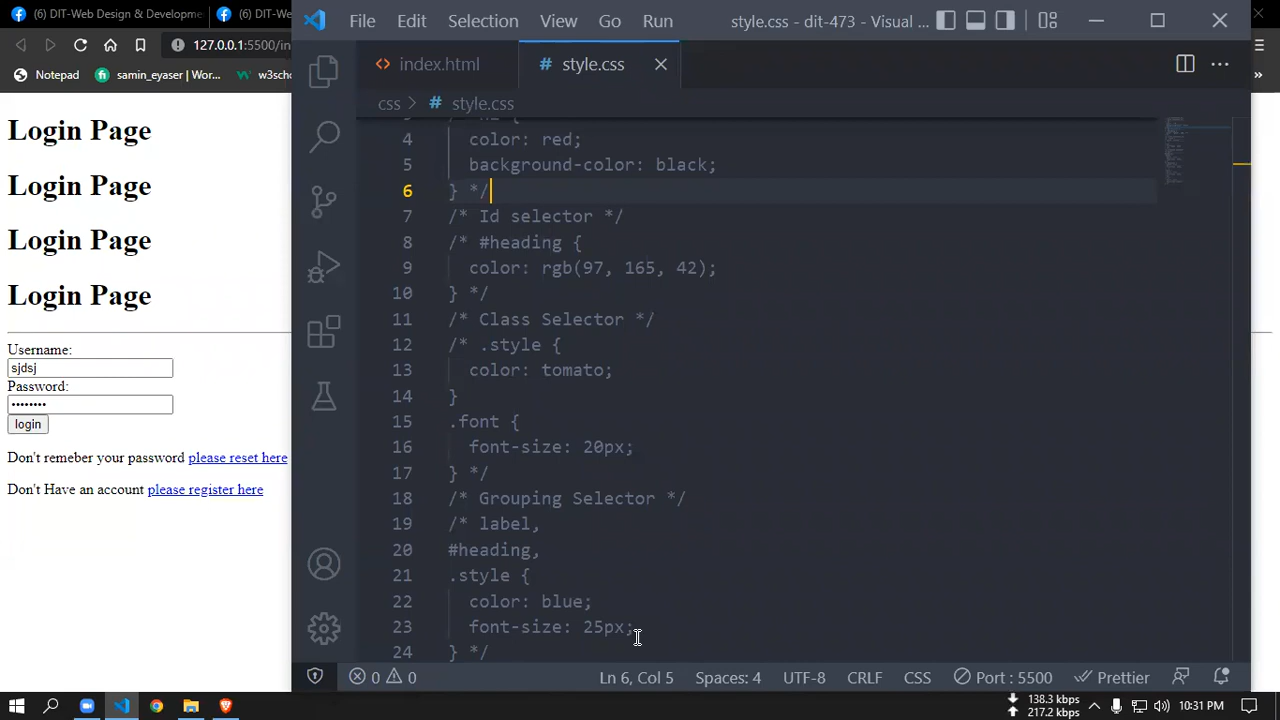 (6) DIT-Web Design & Developme
(6) DIT-W
127.0.0.1:5500/in
Notepad
samin_eyaser | Wor...
w3scho
»
Login Page
Login Page
Login Page
Login Page
Username:
sjdsj
Password:
••••••••
login
Don't remeber your password please reset here
Don't Have an account please register here
File Edit Selection View Go Run
style.css - dit-473 - Visual ...
index.html
style.css
css > style.css
4 color: red;
5 background-color: black;
6 } */
7 /* Id selector */
8 /* #heading {
9 color: rgb(97, 165, 42);
10 } */
11 /* Class Selector */
12 /* .style {
13 color: tomato;
14 }
15 .font {
16 font-size: 20px;
17 } */
18 /* Grouping Selector */
19 /* label,
20 #heading,
21 .style {
22 color: blue;
23 font-size: 25px;
24 } */
0 0 Ln 6, Col 5 Spaces: 4 UTF-8 CRLF CSS Port : 5500 Prettier
138.3 kbps
217.2 kbps
10:31 PM